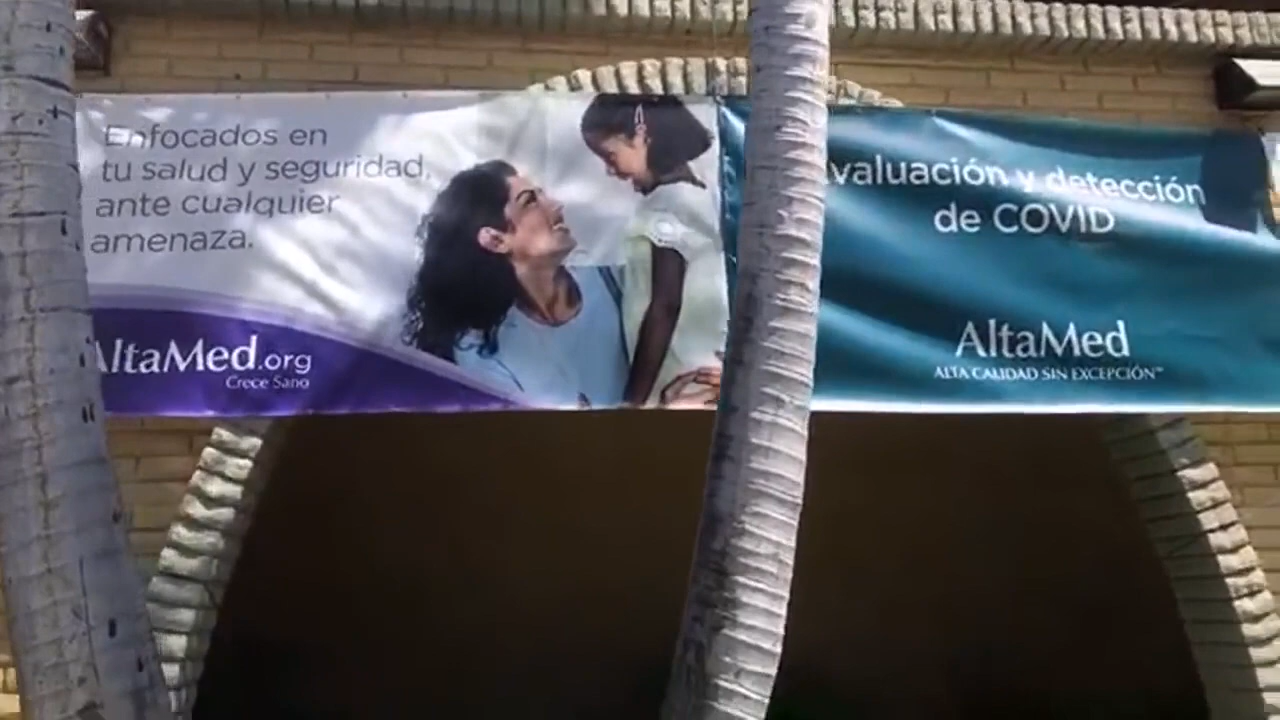 Enfocados en
tu salud y seguridad,
ante cualquier
amenaza.
AltaMed.org
Crece Sano
valuación y detección
de COVID
AltaMed
ALTA CALIDAD SIN EXCEPCIÓN™